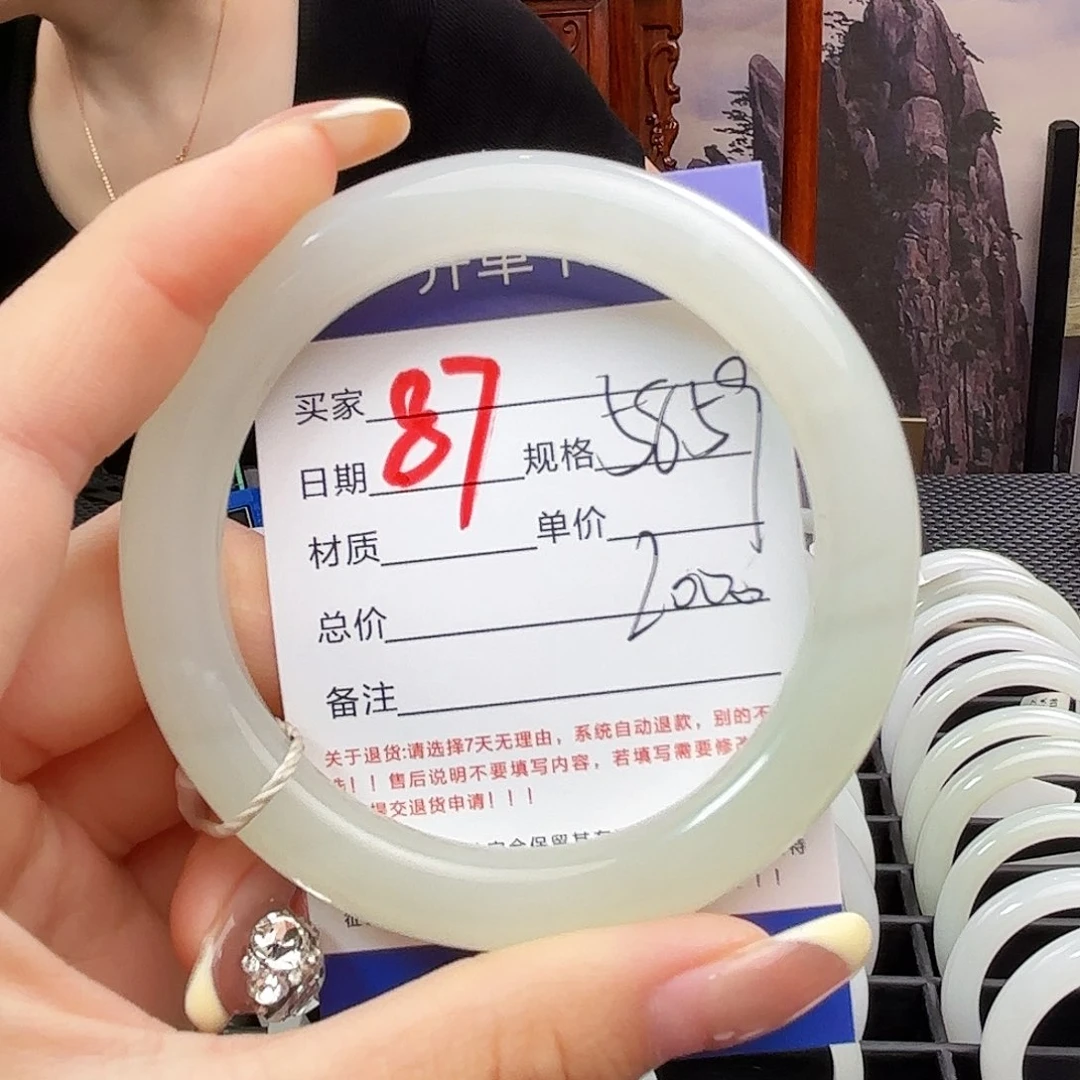 开单卡
买家
87
规格 585g
日期
材质 单价
2000
总价
备注
关于退货:请选择7天无理由，系统自动退款，别的不
选！！售后说明不要填写内容，若填写需要修改
提交退货申请！！！